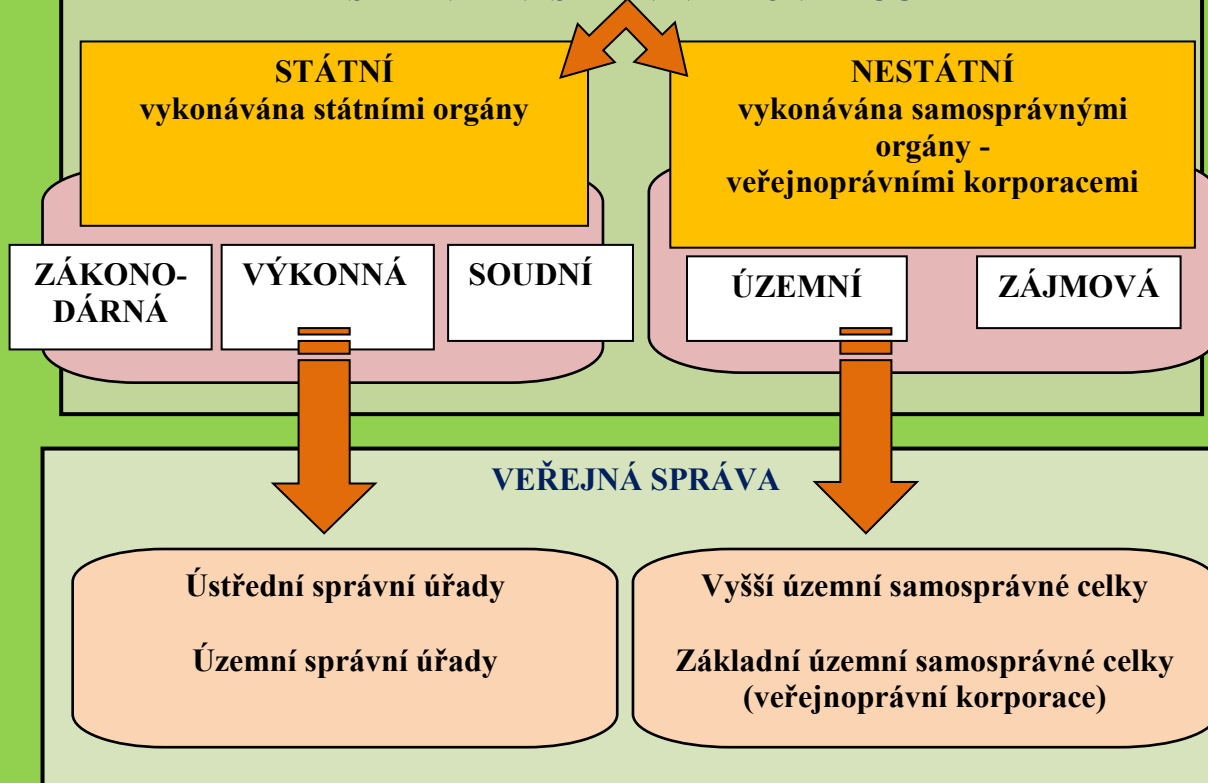 STÁTNÍ
vykonávána státními orgány
NESTÁTNÍ
vykonávána samosprávnými
orgány -
veřejnoprávními korporacemi
ZÁKONO-
DÁRNÁ
VÝKONNÁ
SOUDNÍ
ÚZEMNÍ
ZÁJMOVÁ
VEŘEJNÁ SPRÁVA
Ústřední správní úřady
Územní správní úřady
Vyšší územní samosprávné celky
Základní územní samosprávné celky
(veřejnoprávní korporace)